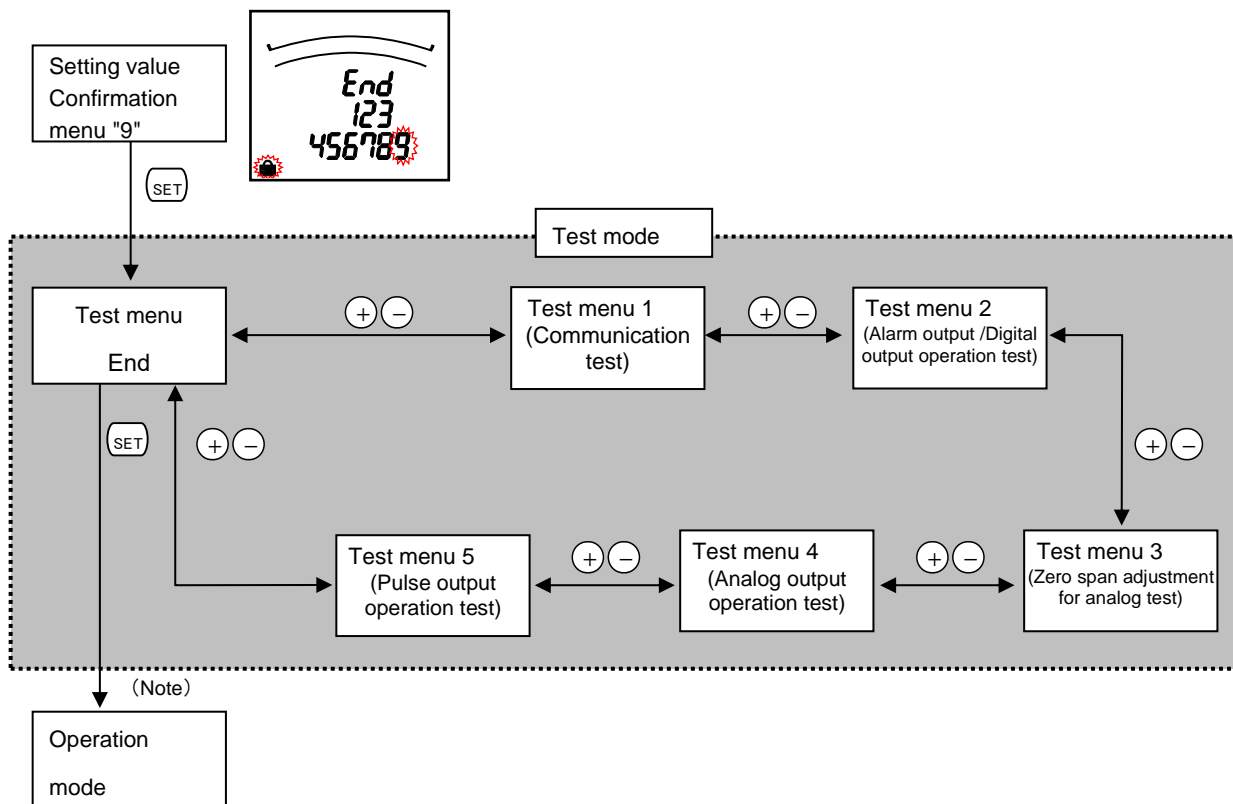 Setting value
Confirmation
menu "9"
End
123
456789
SET
Test mode
Test menu
End
+ −
Test menu 1
(Communication
test)
+ −
Test menu 2
(Alarm output /Digital
output operation test)
SET
+ −
+ −
Test menu 5
(Pulse output
operation test)
+ −
Test menu 4
(Analog output
operation test)
+ −
Test menu 3
(Zero span adjustment
for analog test)
（Note）
Operation
mode